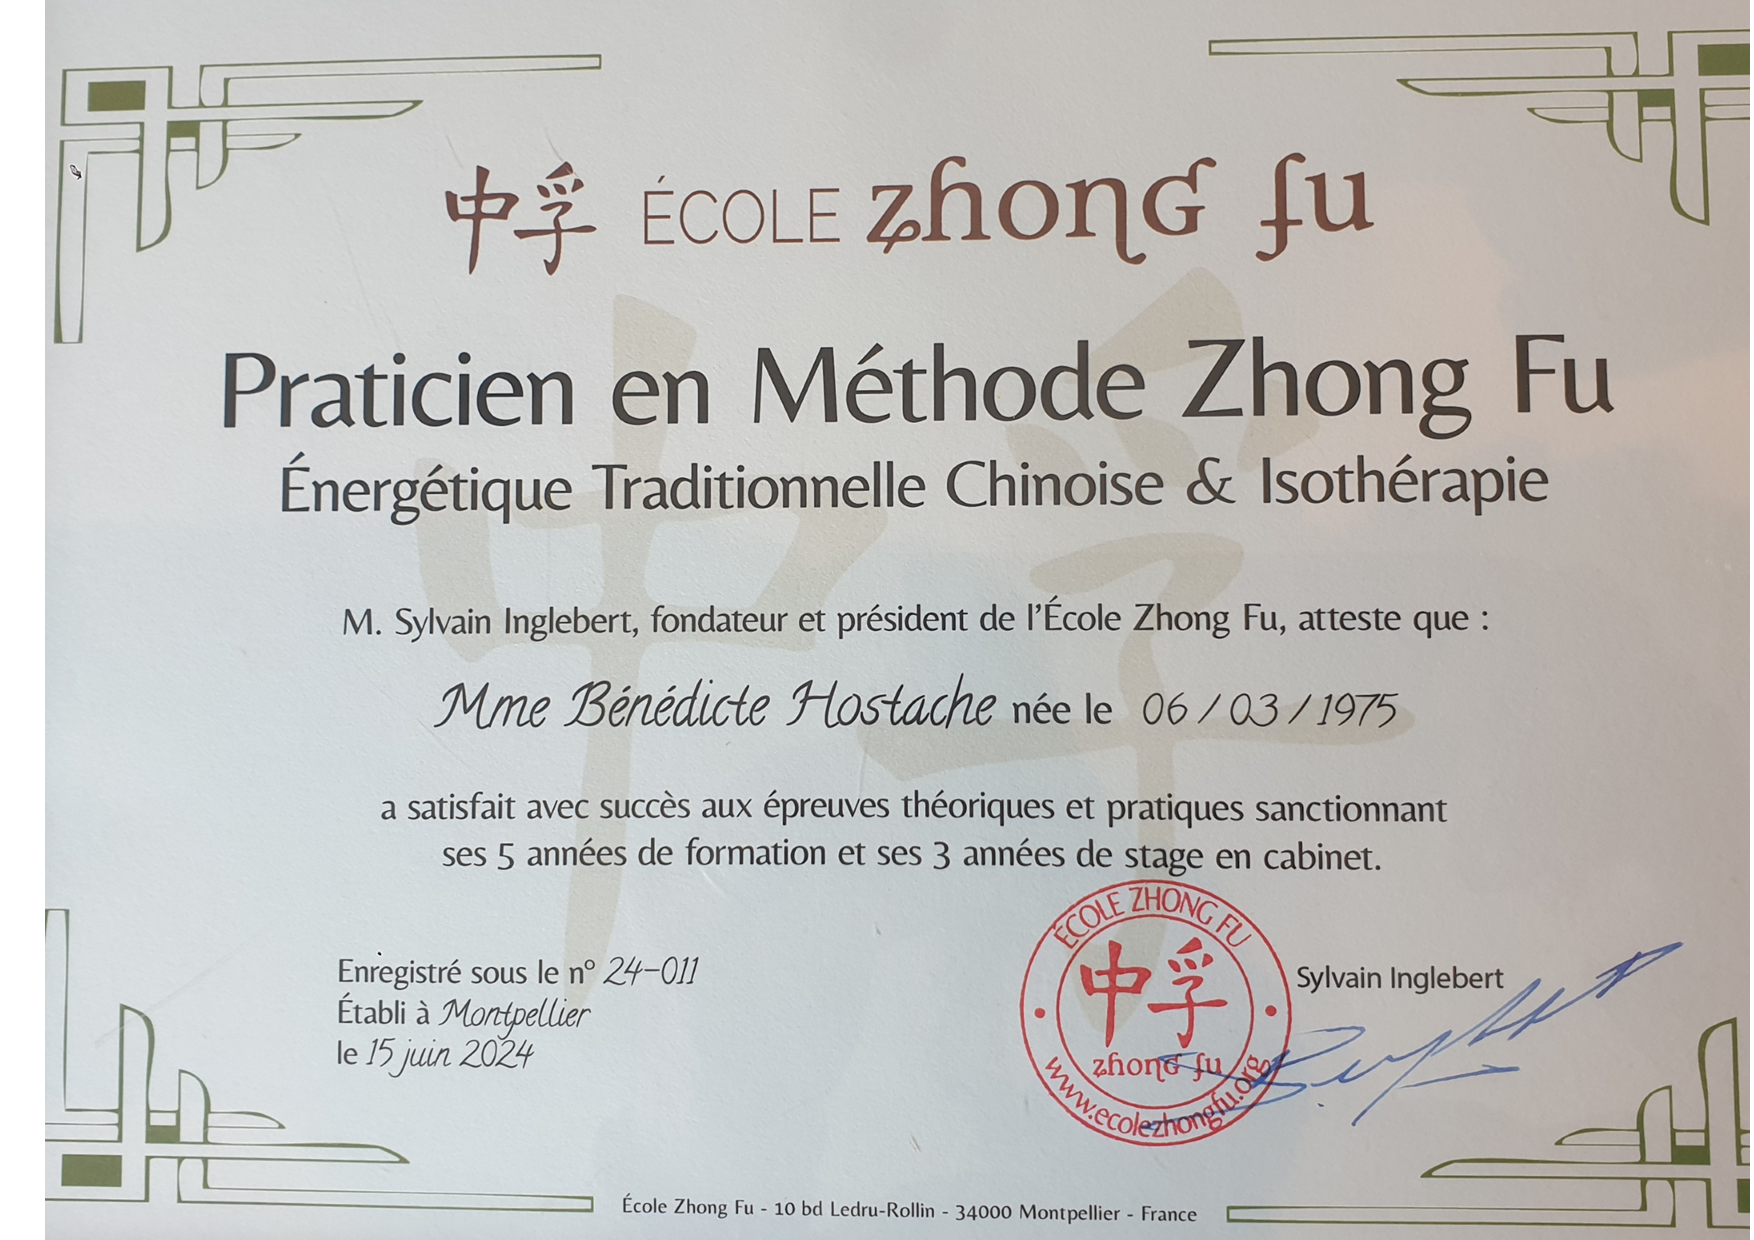 中孚 ÉCOLE zhong fu
Praticien en Méthode Zhong Fu
Énergétique Traditionnelle Chinoise & Isothérapie
M. Sylvain Inglebert, fondateur et président de l'École Zhong Fu, atteste que :
Mme Bénédicte Hostache née le 06/03/1975
a satisfait avec succès aux épreuves théoriques et pratiques sanctionnant
ses 5 années de formation et ses 3 années de stage en cabinet.
Enregistré sous le nº 24-011
Établi à Montpellier
le 15 juin 2024
ÉCOLE ZHONG FU
中孚
zhong fu
www.ecolezhongfu.org
Sylvain Inglebert
École Zhong Fu - 10 bd Ledru-Rollin - 34000 Montpellier - France